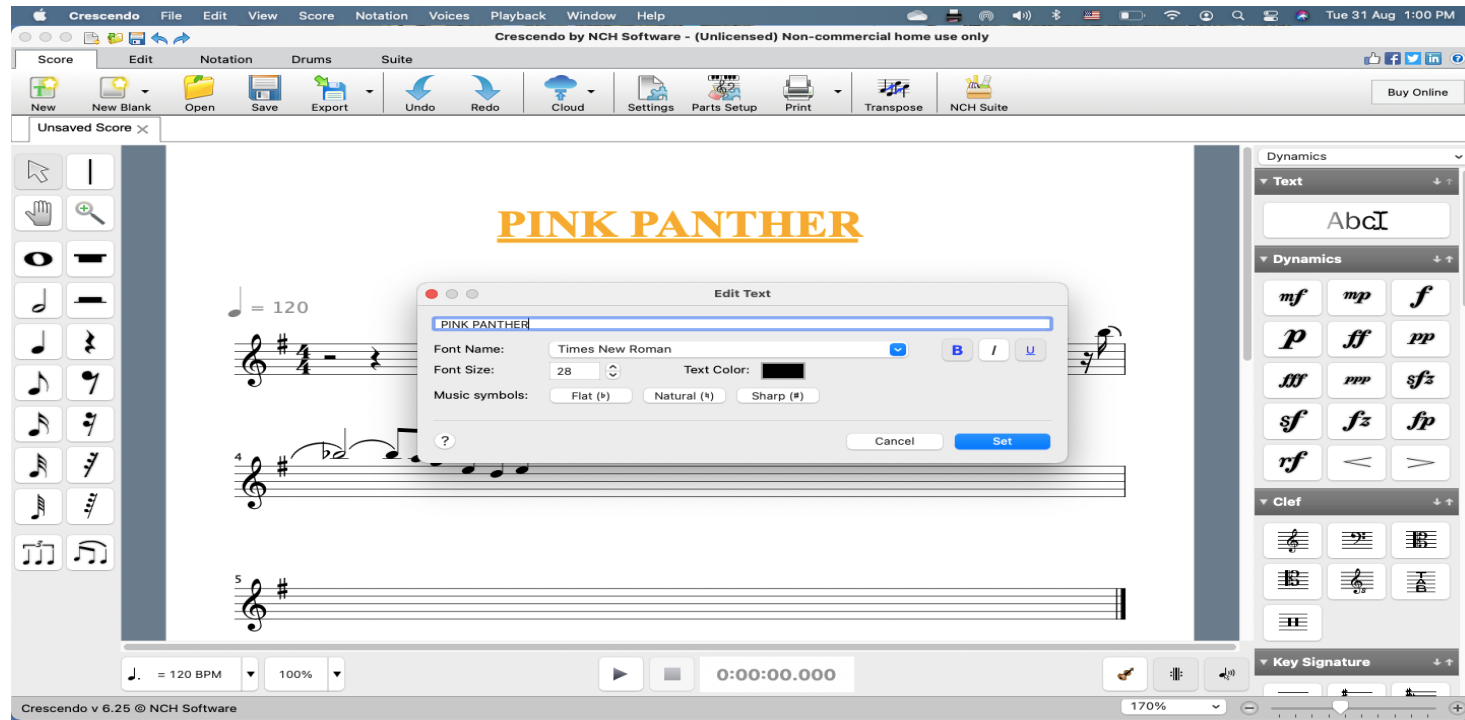 Crescendo File Edit View Score Notation Voices Playback Window Help Tue 31 Aug 1:00 PM
Crescendo by NCH Software - (Unlicensed) Non-commercial home use only
Score Edit Notation Drums Suite
New New Blank Open Save Export Undo Redo Cloud Settings Parts Setup Print Transpose NCH Suite Buy Online
Unsaved Score
Dynamics
Text
PINK PANTHER
Abc
Dynamics
= 120
Edit Text
PINK PANTHER
Font Name: Times New Roman B I U
Font Size: 28 Text Color:
Music symbols: Flat (♭) Natural (♮) Sharp (#)
? Cancel Set
mf mp f
p ff pp
fff ppp sfz
sf fz fp
rf
4
Clef
5
Key Signature
= 120 BPM 100% 0:00:00.000
Crescendo v 6.25 © NCH Software 170%